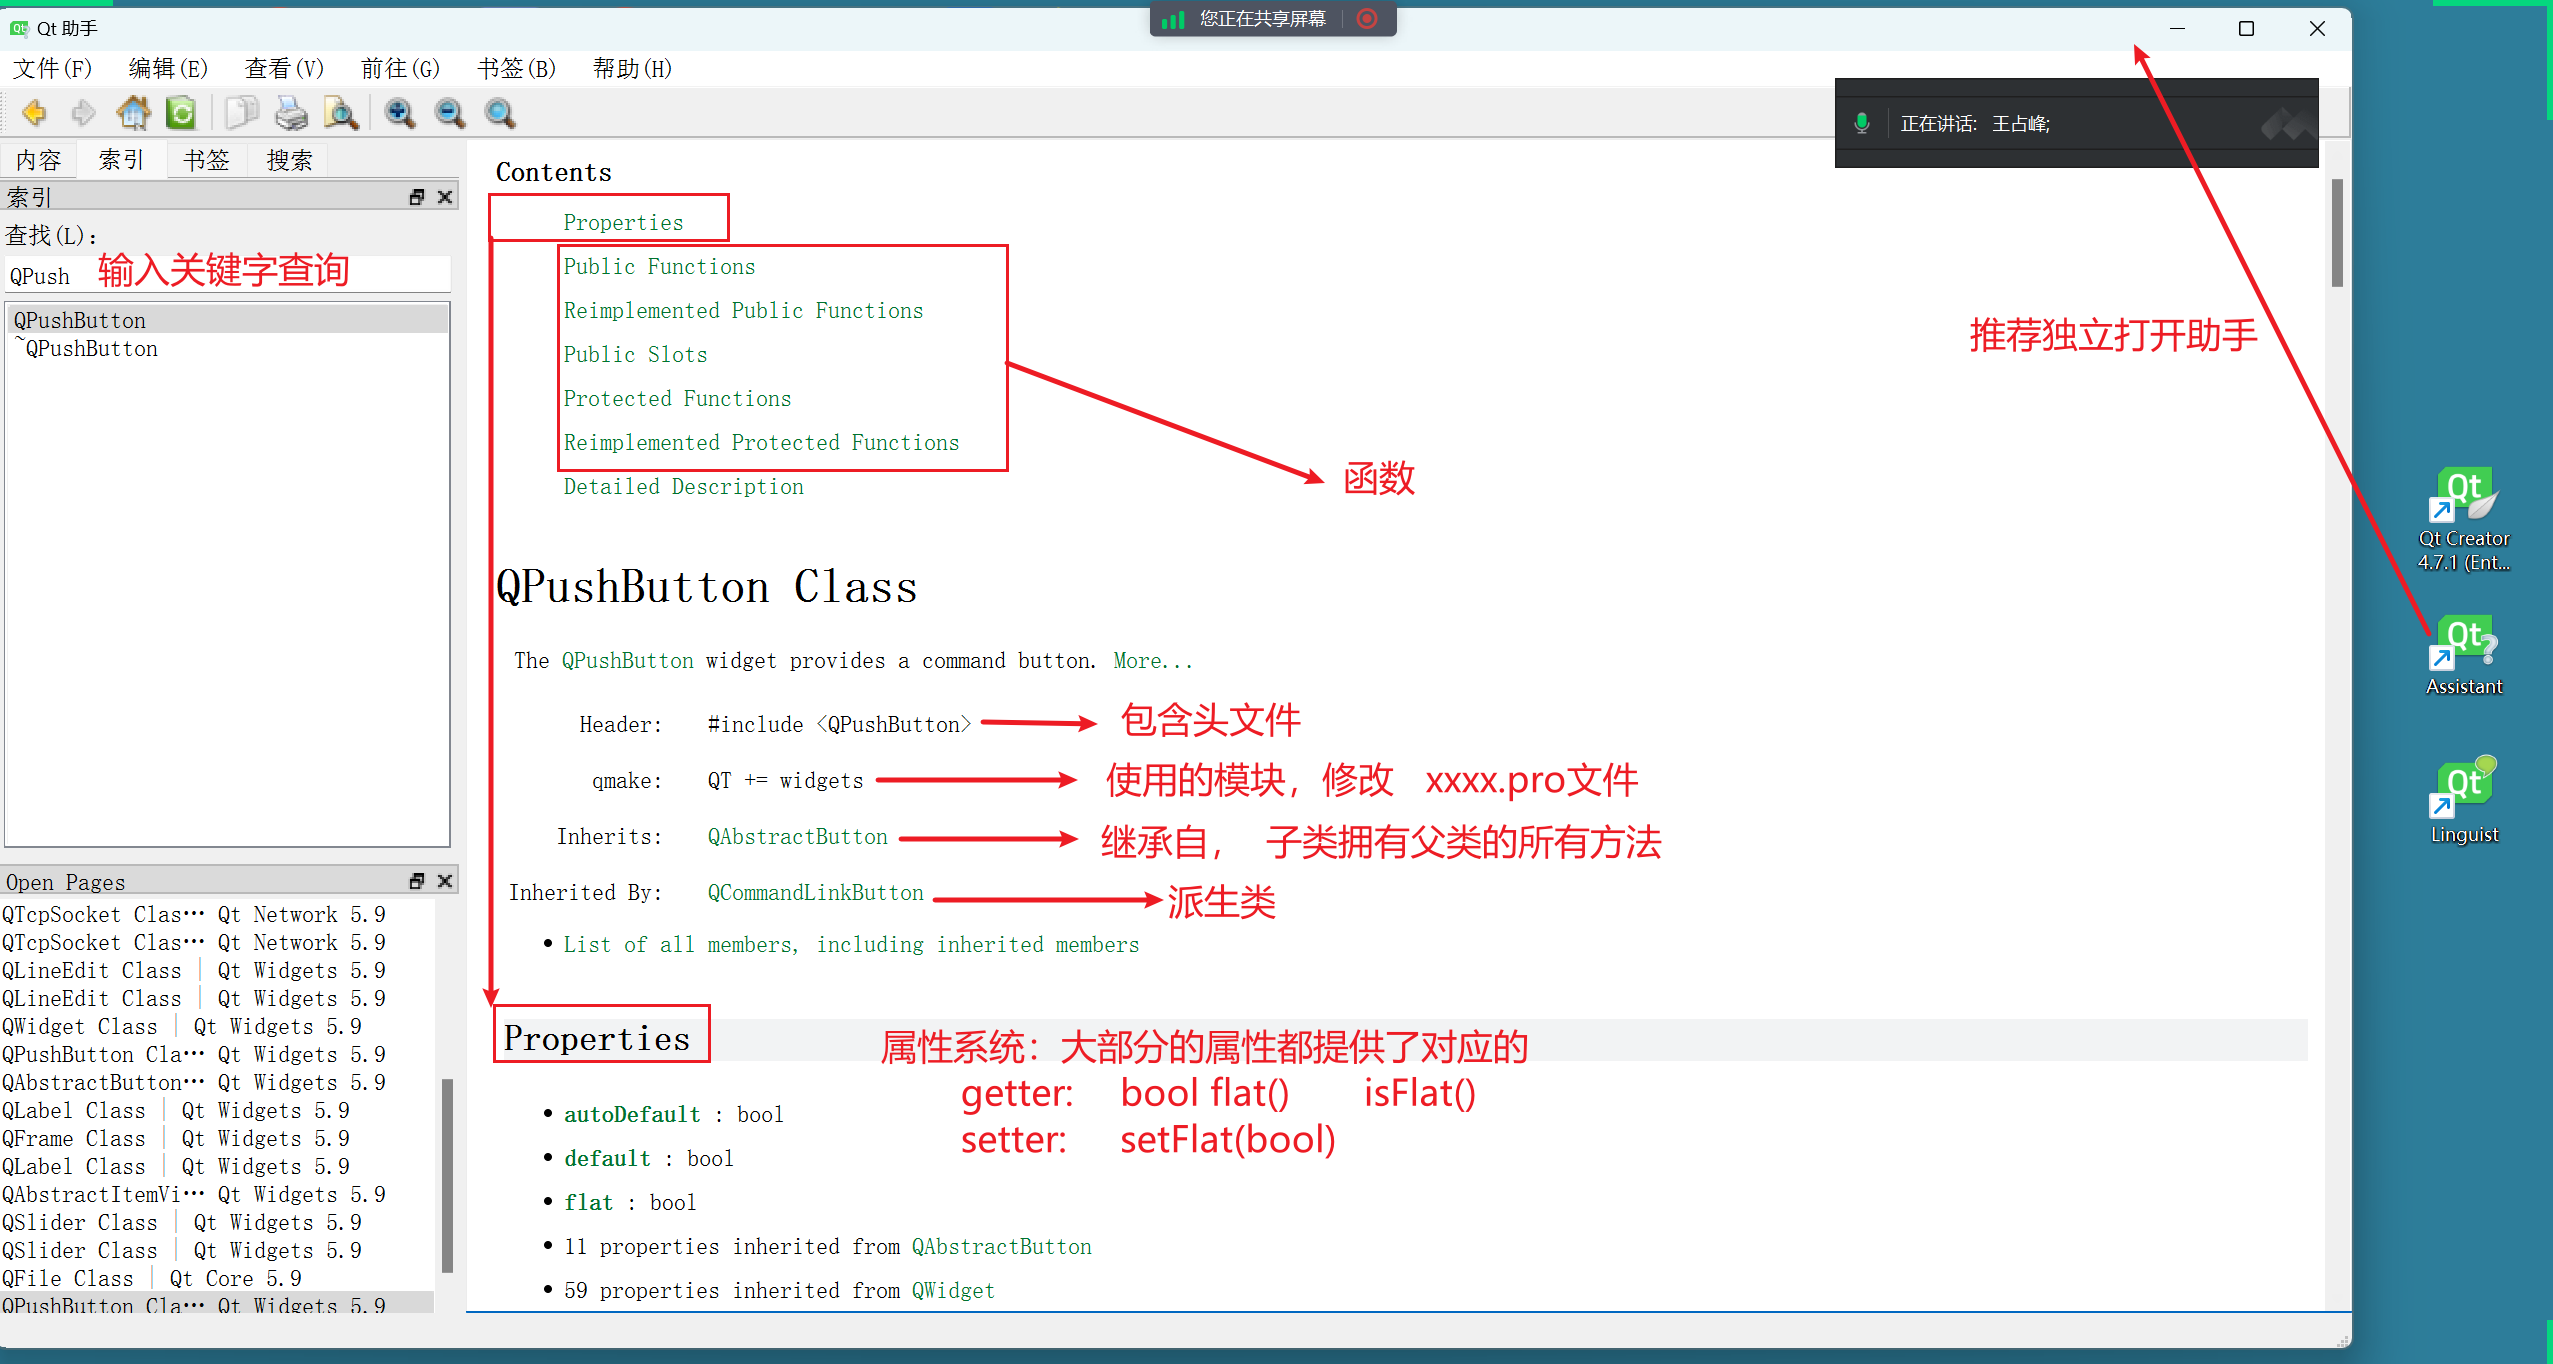 Qt 助手
您正在共享屏幕
文件(F) 编辑(E) 查看(V) 前往(G) 书签(B) 帮助(H)
正在讲话: 王占峰;
内容 索引 书签 搜索
索引
查找(L):
QPush 输入关键字查询
QPushButton
~QPushButton
Open Pages
QTcpSocket Clas… Qt Network 5.9
QTcpSocket Clas… Qt Network 5.9
QLineEdit Class | Qt Widgets 5.9
QLineEdit Class | Qt Widgets 5.9
QWidget Class | Qt Widgets 5.9
QPushButton Cla… Qt Widgets 5.9
QAbstractButton… Qt Widgets 5.9
QLabel Class | Qt Widgets 5.9
QFrame Class | Qt Widgets 5.9
QLabel Class | Qt Widgets 5.9
QAbstractItemVi… Qt Widgets 5.9
QSlider Class | Qt Widgets 5.9
QSlider Class | Qt Widgets 5.9
QFile Class | Qt Core 5.9
QPushButton Cla… Qt Widgets 5.9
Contents
Properties
Public Functions
Reimplemented Public Functions
Public Slots
Protected Functions
Reimplemented Protected Functions
Detailed Description
函数
推荐独立打开助手
QPushButton Class
The QPushButton widget provides a command button. More...
Header: #include <QPushButton> 包含头文件
qmake: QT += widgets 使用的模块，修改 xxxx.pro文件
Inherits: QAbstractButton 继承自， 子类拥有父类的所有方法
Inherited By: QCommandLinkButton 派生类
• List of all members, including inherited members
Properties
属性系统：大部分的属性都提供了对应的
getter: bool flat() isFlat()
setter: setFlat(bool)
• autoDefault : bool
• default : bool
• flat : bool
• 11 properties inherited from QAbstractButton
• 59 properties inherited from QWidget
Qt
Qt Creator
4.7.1 (Ent...
Qt
Assistant
Qt
Linguist